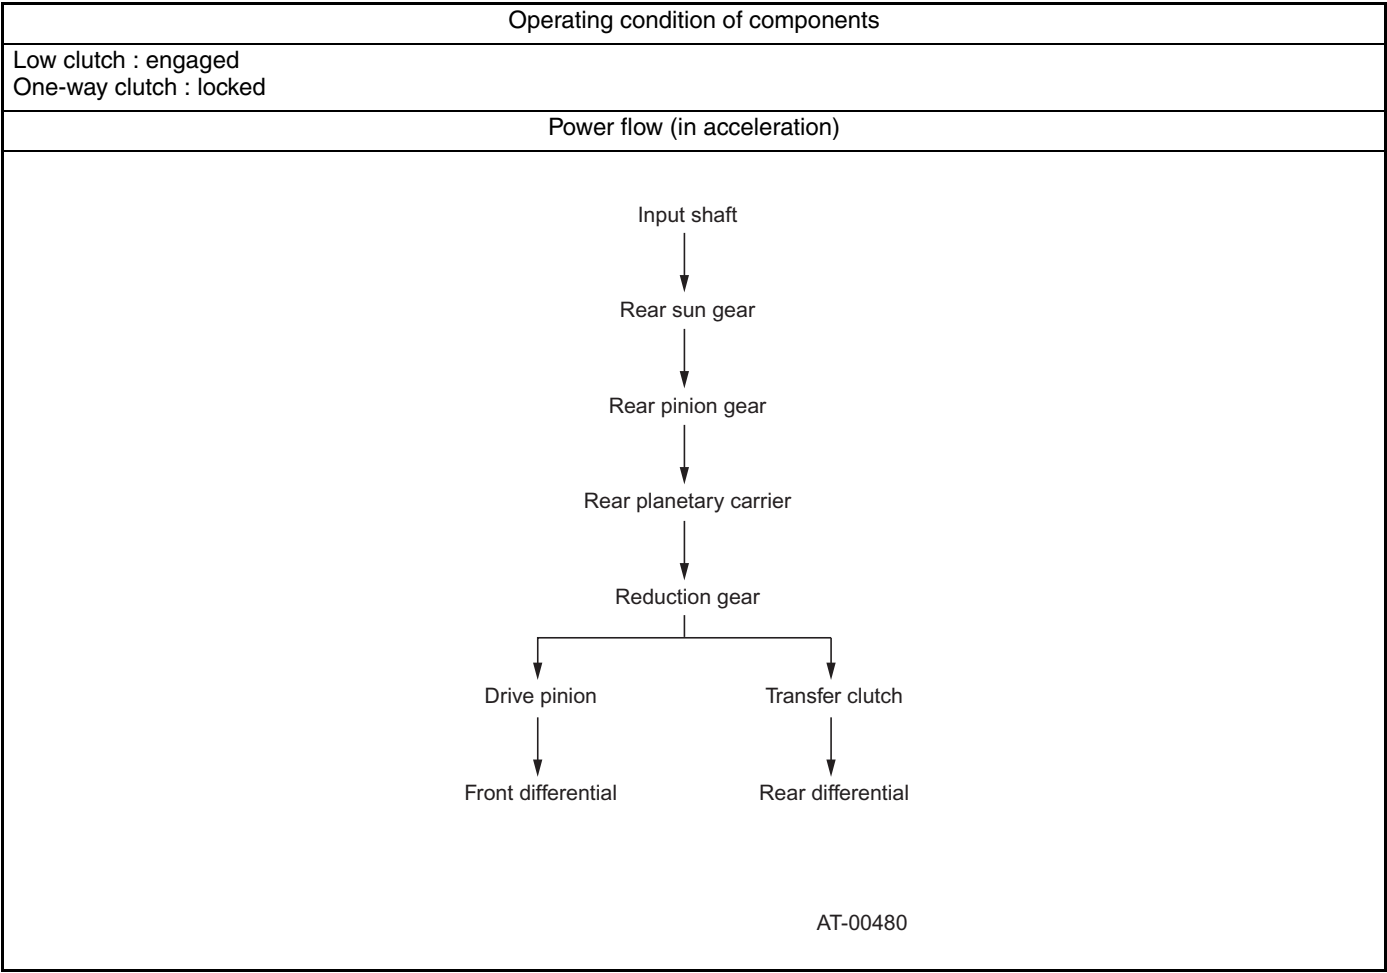 Operating condition of components
Low clutch : engaged
One-way clutch : locked
Power flow (in acceleration)
Input shaft
Rear sun gear
Rear pinion gear
Rear planetary carrier
Reduction gear
Drive pinion
Transfer clutch
Front differential
Rear differential
AT-00480